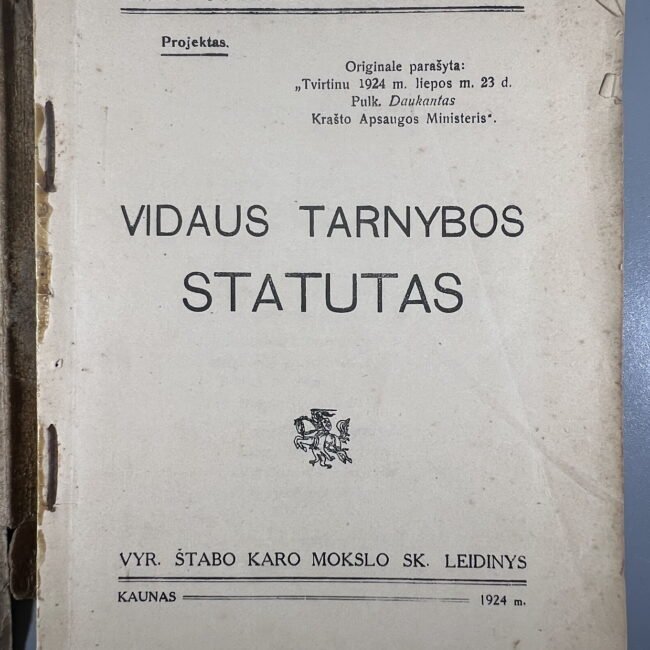 Projektas.
Originale parašyta:
„Tvirtinu 1924 m. liepos m. 23 d.
Pulk. Daukantas
Krašto Apsaugos Ministeris“.
VIDAUS TARNYBOS
STATUTAS
VYR. ŠTABO KARO MOKSLO SK. LEIDINYS
KAUNAS 1924 m.